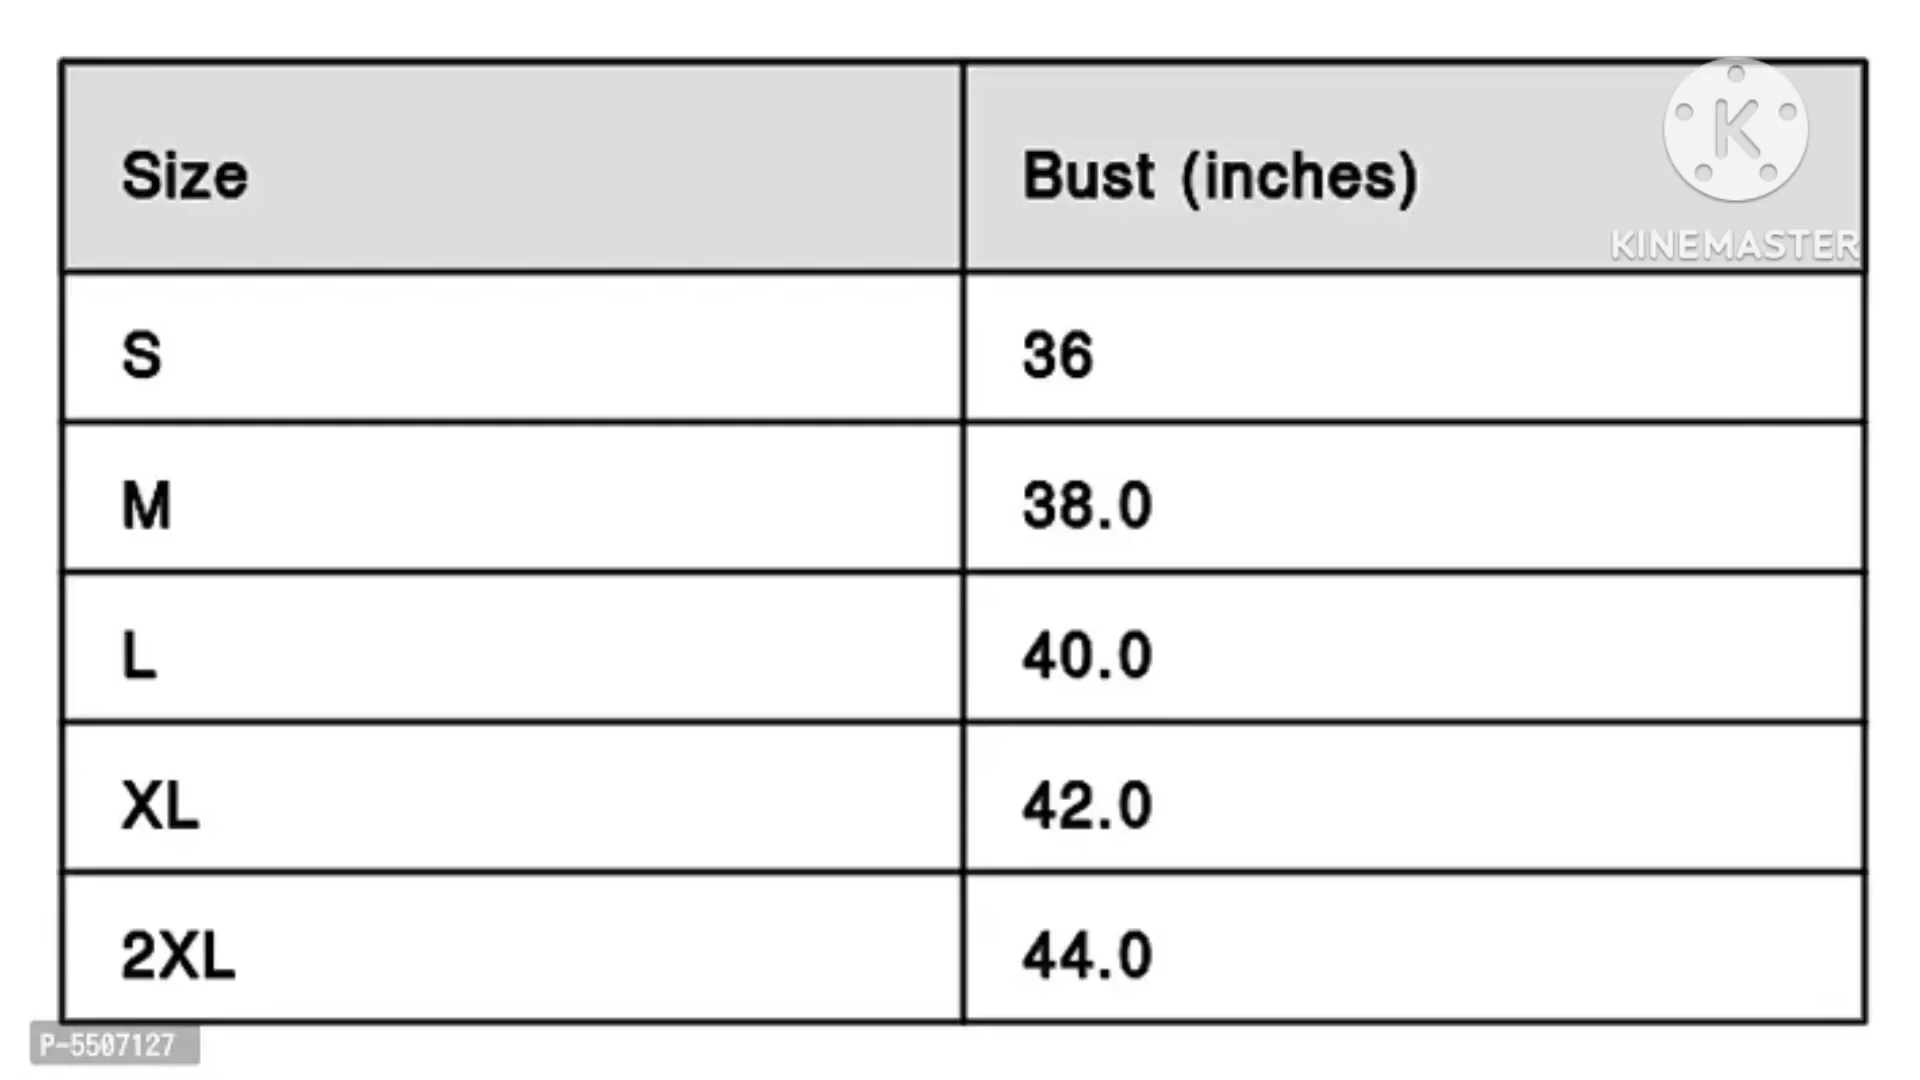 Size Bust (inches)
KINEMASTER
S 36
M 38.0
L 40.0
XL 42.0
2XL 44.0
P-5507127